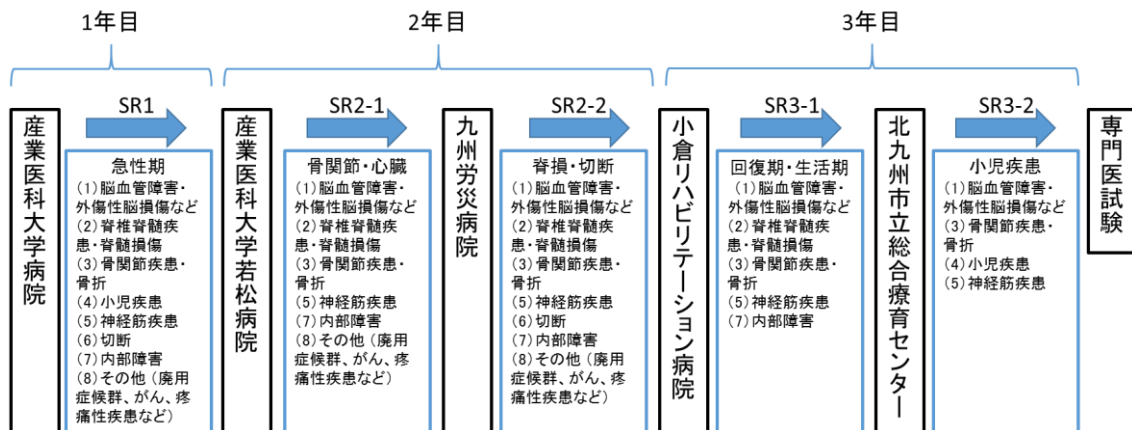 1年目
2年目
3年目
産業医科大学病院
SR1
急性期
(1)脳血管障害・
外傷性脳損傷など
(2)脊椎脊髄疾
患・脊髄損傷
(3)骨関節疾患・
骨折
(4)小児疾患
(5)神経筋疾患
(6)切断
(7)内部障害
(8)その他(廃用
症候群、がん、疼
痛性疾患など)
産業医科大学若松病院
SR2-1
骨関節・心臓
(1)脳血管障害・
外傷性脳損傷など
(2)脊椎脊髄疾
患・脊髄損傷
(3)骨関節疾患・
骨折
(5)神経筋疾患
(7)内部障害
(8)その他(廃用
症候群、がん、疼
痛性疾患など)
九州労災病院
SR2-2
脊損・切断
(1)脳血管障害・
外傷性脳損傷など
(2)脊椎脊髄疾
患・脊髄損傷
(3)骨関節疾患・
骨折
(5)神経筋疾患
(6)切断
(7)内部障害
(8)その他(廃用
症候群、がん、疼
痛性疾患など)
小倉リハビリテーション病院
SR3-1
回復期・生活期
(1)脳血管障害・
外傷性脳損傷など
(2)脊椎脊髄疾
患・脊髄損傷
(3)骨関節疾患・
骨折
(5)神経筋疾患
(7)内部障害
北九州市立総合療育センター
SR3-2
小児疾患
(1)脳血管障害・
外傷性脳損傷など
(3)骨関節疾患・
骨折
(4)小児疾患
(5)神経筋疾患
専門医試験